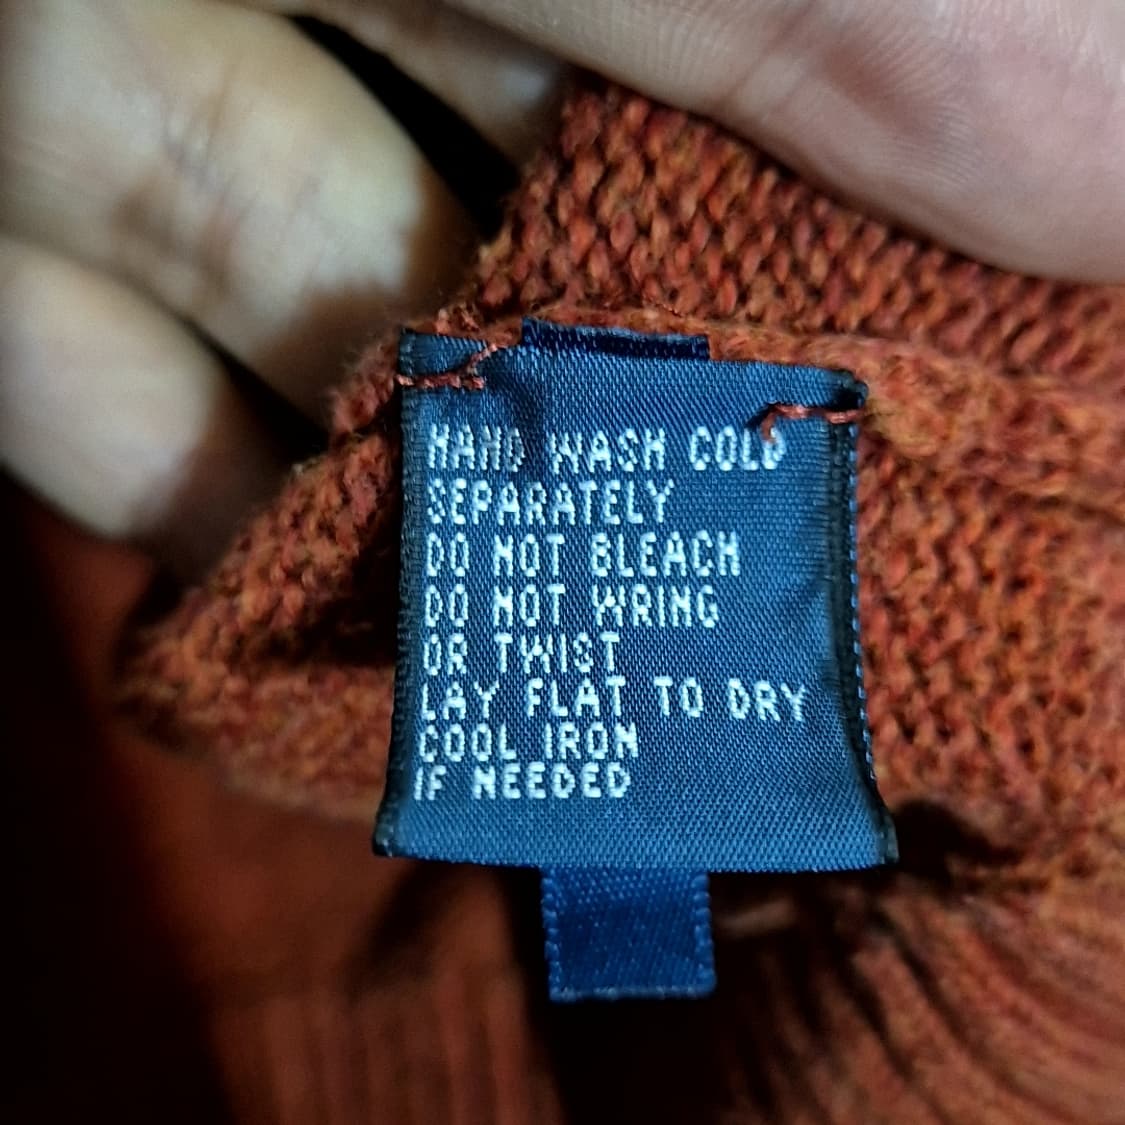 HAND WASH COLD
SEPARATELY
DO NOT BLEACH
DO NOT WRING
OR TWIST
LAY FLAT TO DRY
COOL IRON
IF NEEDED